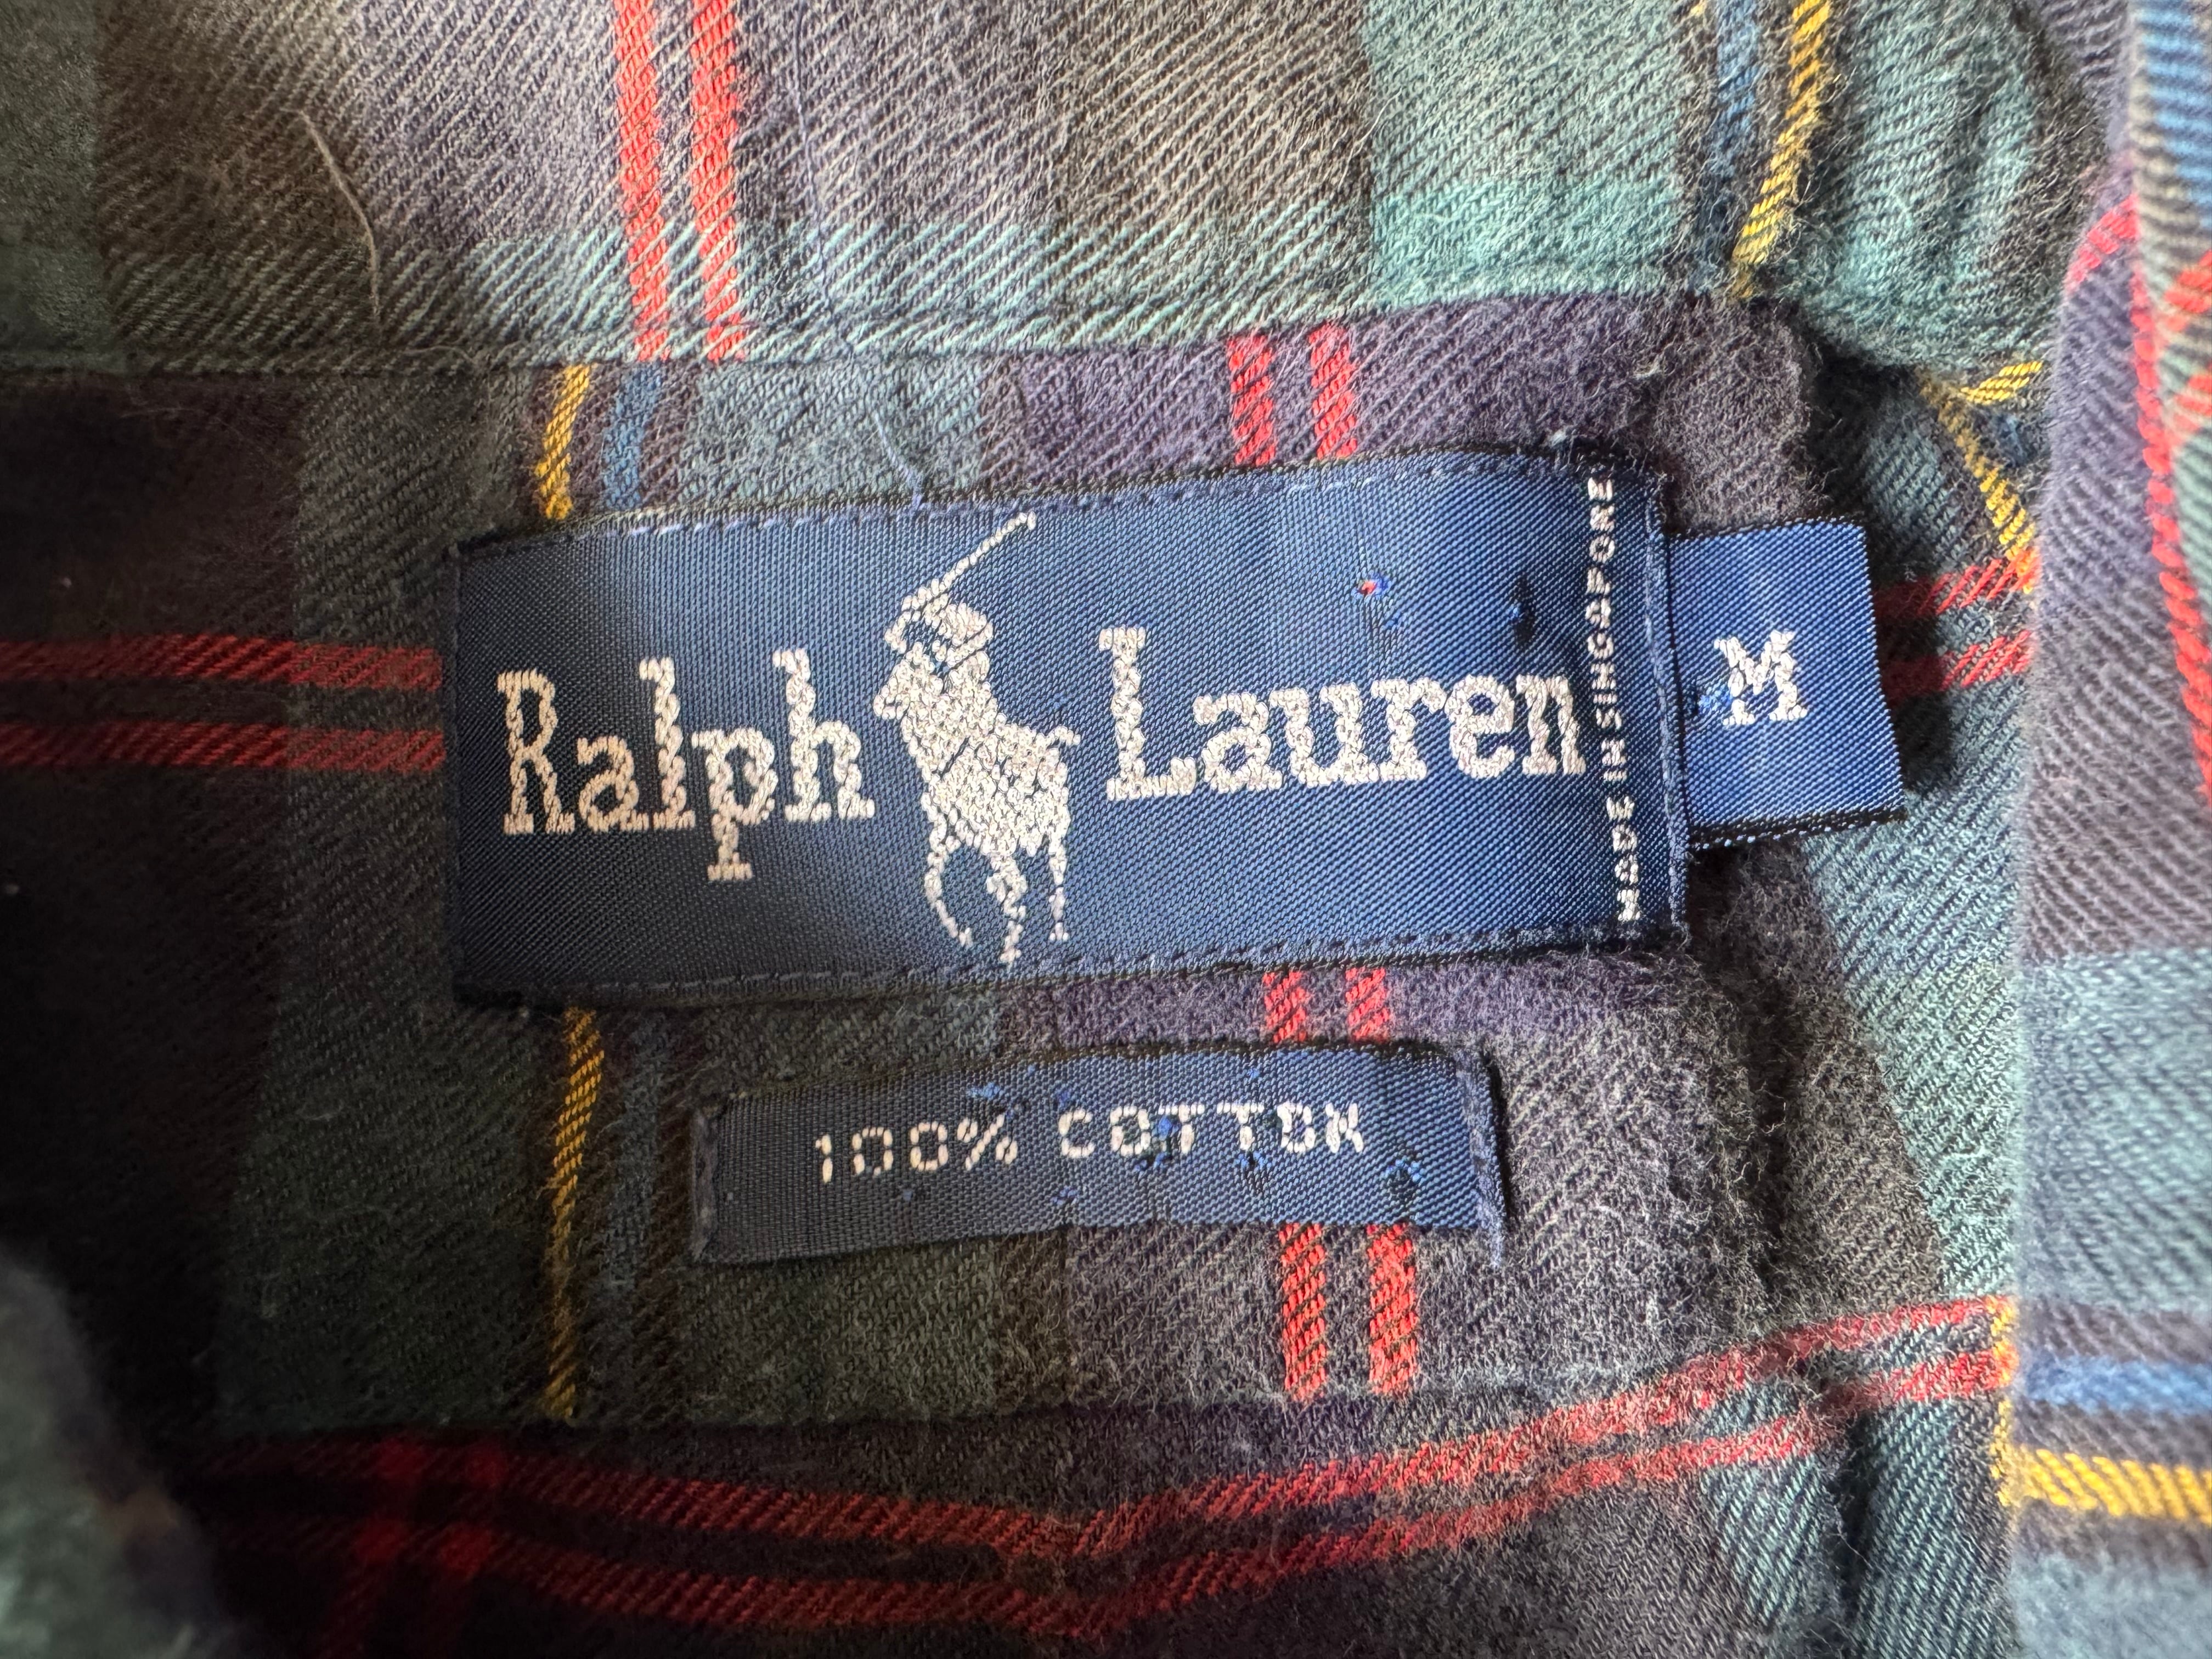 Ralph Lauren
MADE IN SINGAPORE
M
100% COTTON